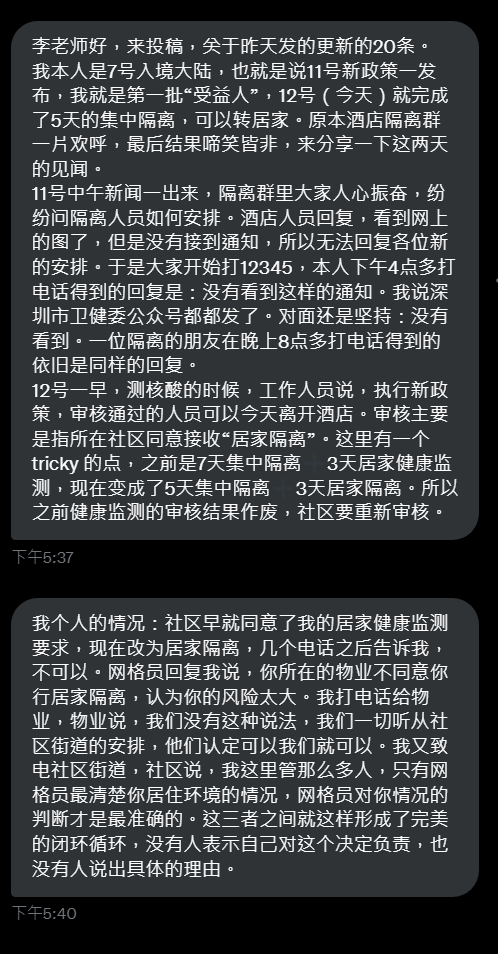 李老师好，来投稿，关于昨天发的更新的20条。
我本人是7号入境大陆，也就是说11号新政策一发
布，我就是第一批“受益人”，12号（今天）就完成
了5天的集中隔离，可以转居家。原本酒店隔离群
一片欢呼，最后结果啼笑皆非，来分享一下这两天
的见闻。
11号中午新闻一出来，隔离群里大家人心振奋，纷
纷问隔离人员如何安排。酒店人员回复，看到网上
的图了，但是没有接到通知，所以无法回复各位新
的安排。于是大家开始打12345，本人下午4点多打
电话得到的回复是：没有看到这样的通知。我说深
圳市卫健委公众号都都发了。对面还是坚持：没有
看到。一位隔离的朋友在晚上8点多打电话得到的
依旧是同样的回复。
12号一早，测核酸的时候，工作人员说，执行新政
策，审核通过的人员可以今天离开酒店。审核主要
是指所在社区同意接收“居家隔离”。这里有一个
tricky 的点，之前是7天集中隔离➕3天居家健康监
测，现在变成了5天集中隔离➕3天居家隔离。所以
之前健康监测的审核结果作废，社区要重新审核。
下午5:37
我个人的情况：社区早就同意了我的居家健康监测
要求，现在改为居家隔离，几个电话之后告诉我，
不可以。网格员回复我说，你所在的物业不同意你
行居家隔离，认为你的风险太大。我打电话给物
业，物业说，我们没有这种说法，我们一切听从社
区街道的安排，他们认定可以我们就可以。我又致
电社区街道，社区说，我这里管那么多人，只有网
格员最清楚你居住环境的情况，网格员对你情况的
判断才是最准确的。这三者之间就这样形成了完美
的闭环循环，没有人表示自己对这个决定负责，也
没有人说出具体的理由。
下午5:40